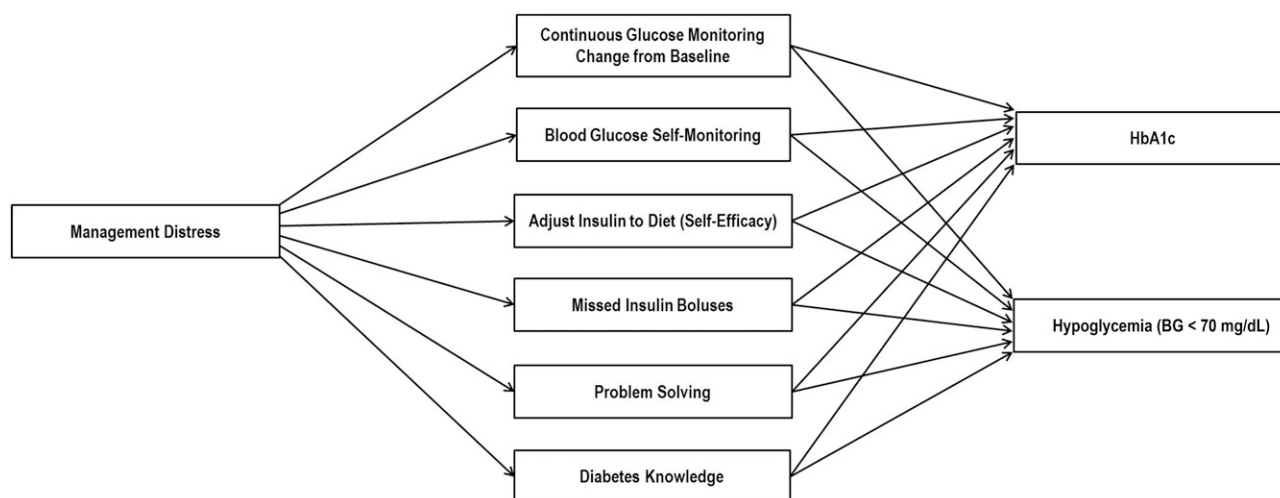 Continuous Glucose Monitoring
Change from Baseline
Blood Glucose Self-Monitoring
HbA1c
Management Distress
Adjust Insulin to Diet (Self-Efficacy)
Missed Insulin Boluses
Hypoglycemia (BG < 70 mg/dL)
Problem Solving
Diabetes Knowledge